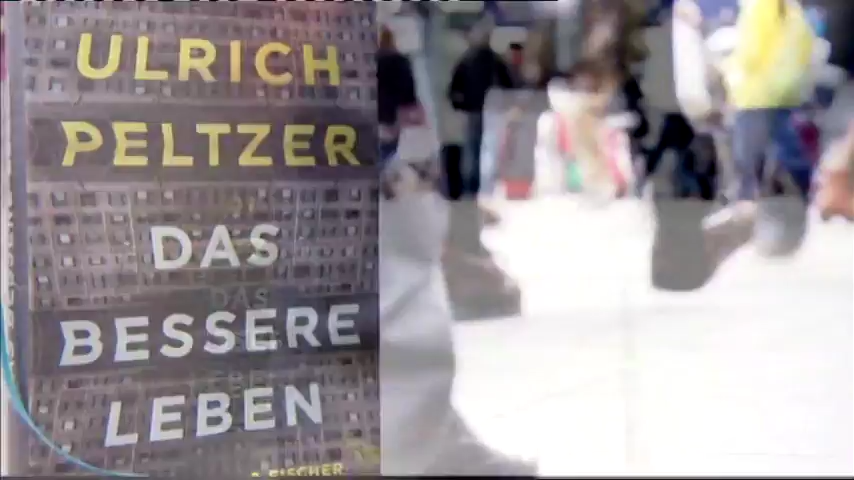 ULRICH
PELTZER
DAS
BESSERE
LEBEN
S. FISCHER